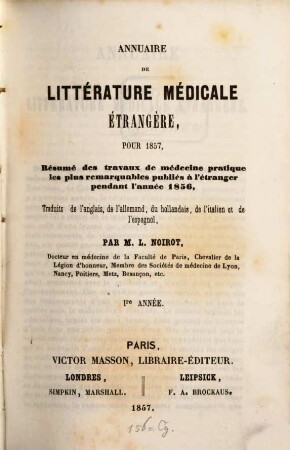 ANNUAIRE
DE
LITTÉRATURE MÉDICALE
ÉTRANGÈRE,
POUR 1857,
Résumé des travaux de médecine pratique
les plus remarquables publiés à l'étranger
pendant l'année 1856,
Traduits de l'anglais, de l'allemand, du hollandais, de l'italien et de
l'espagnol,
PAR M. L. NOIROT,
Docteur en médecine de la Faculté de Paris, Chevalier de la
Légion d'honneur, Membre des Sociétés de médecine de Lyon,
Nancy, Poitiers, Metz, Besançon, etc.
Ire ANNÉE.
PARIS,
VICTOR MASSON, LIBRAIRE-ÉDITEUR.
LONDRES, LEIPSICK,
SIMPKIN, MARSHALL. F. A. BROCKAUS.
1857.